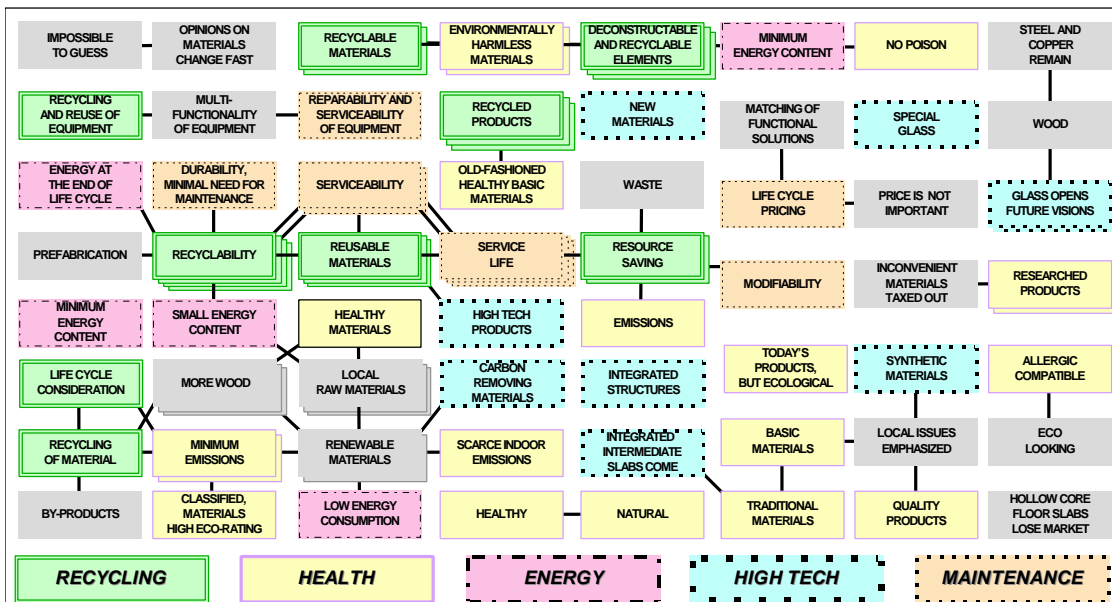 IMPOSSIBLE
TO GUESS
OPINIONS ON
MATERIALS
CHANGE FAST
RECYCLABLE
MATERIALS
ENVIRONMENTALLY
HARMLESS
MATERIALS
DECONSTRUCTABLE
AND RECYCLABLE
ELEMENTS
MINIMUM
ENERGY CONTENT
NO POISON
STEEL AND
COPPER
REMAIN
RECYCLING
AND REUSE OF
EQUIPMENT
MULTI-
FUNCTIONALITY
OF EQUIPMENT
REPARABILITY AND
SERVICEABILITY
OF EQUIPMENT
RECYCLED
PRODUCTS
NEW
MATERIALS
MATCHING OF
FUNCTIONAL
SOLUTIONS
SPECIAL
GLASS
WOOD
ENERGY AT
THE END OF
LIFE CYCLE
DURABILITY,
MINIMAL NEED FOR
MAINTENANCE
SERVICEABILITY
OLD-FASHIONED
HEALTHY BASIC
MATERIALS
WASTE
LIFE CYCLE
PRICING
PRICE IS NOT
IMPORTANT
GLASS OPENS
FUTURE VISIONS
PREFABRICATION
RECYCLABILITY
REUSABLE
MATERIALS
SERVICE
LIFE
RESOURCE
SAVING
MODIFIABILITY
INCONVENIENT
MATERIALS
TAXED OUT
RESEARCHED
PRODUCTS
MINIMUM
ENERGY
CONTENT
SMALL ENERGY
CONTENT
HEALTHY
MATERIALS
HIGH TECH
PRODUCTS
EMISSIONS
LIFE CYCLE
CONSIDERATION
MORE WOOD
LOCAL
RAW MATERIALS
CARBON
REMOVING
MATERIALS
INTEGRATED
STRUCTURES
TODAY'S
PRODUCTS,
BUT ECOLOGICAL
SYNTHETIC
MATERIALS
ALLERGIC
COMPATIBLE
RECYCLING
OF MATERIAL
MINIMUM
EMISSIONS
RENEWABLE
MATERIALS
SCARCE INDOOR
EMISSIONS
INTEGRATED
INTERMEDIATE
SLABS COME
BASIC
MATERIALS
LOCAL ISSUES
EMPHASIZED
ECO
LOOKING
BY-PRODUCTS
CLASSIFIED,
MATERIALS
HIGH ECO-RATING
LOW ENERGY
CONSUMPTION
HEALTHY
NATURAL
TRADITIONAL
MATERIALS
QUALITY
PRODUCTS
HOLLOW CORE
FLOOR SLABS
LOSE MARKET
RECYCLING
HEALTH
ENERGY
HIGH TECH
MAINTENANCE